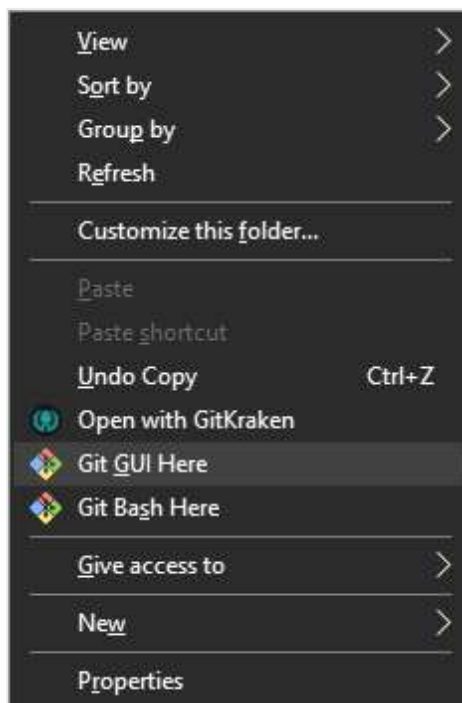 View
Sort by
Group by
Refresh
Customize this folder...
Paste
Paste shortcut
Undo Copy Ctrl+Z
Open with GitKraken
Git GUI Here
Git Bash Here
Give access to
New
Properties